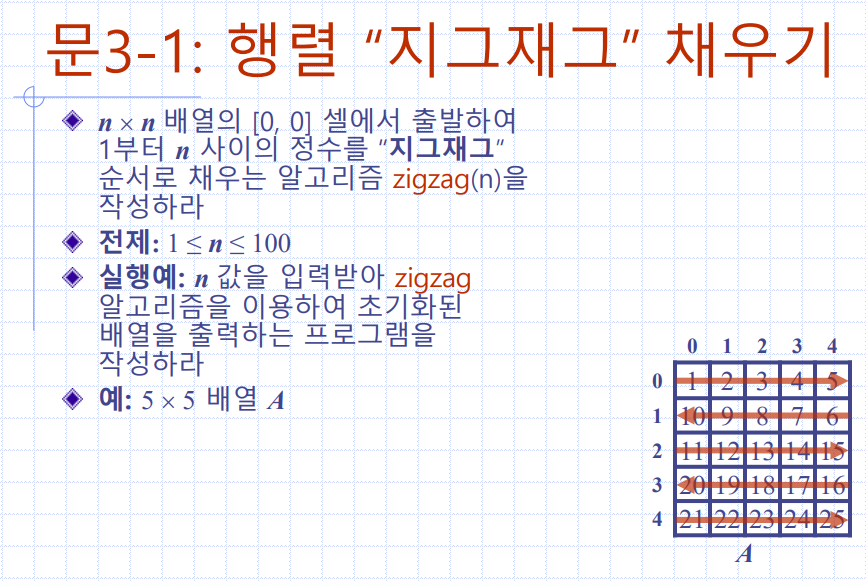 문3-1: 행렬 “지그재그” 채우기
n × n 배열의 [0, 0] 셀에서 출발하여
1부터 n 사이의 정수를 “지그재그”
순서로 채우는 알고리즘 zigzag(n)을
작성하라
전제: 1 ≤ n ≤ 100
실행예: n 값을 입력받아 zigzag
알고리즘을 이용하여 초기화된
배열을 출력하는 프로그램을
작성하라
예: 5 × 5 배열 A
0 1 2 3 4
0 1 2 3 4 5
1 10 9 8 7 6
2 11 12 13 14 15
3 20 19 18 17 16
4 21 22 23 24 25
A